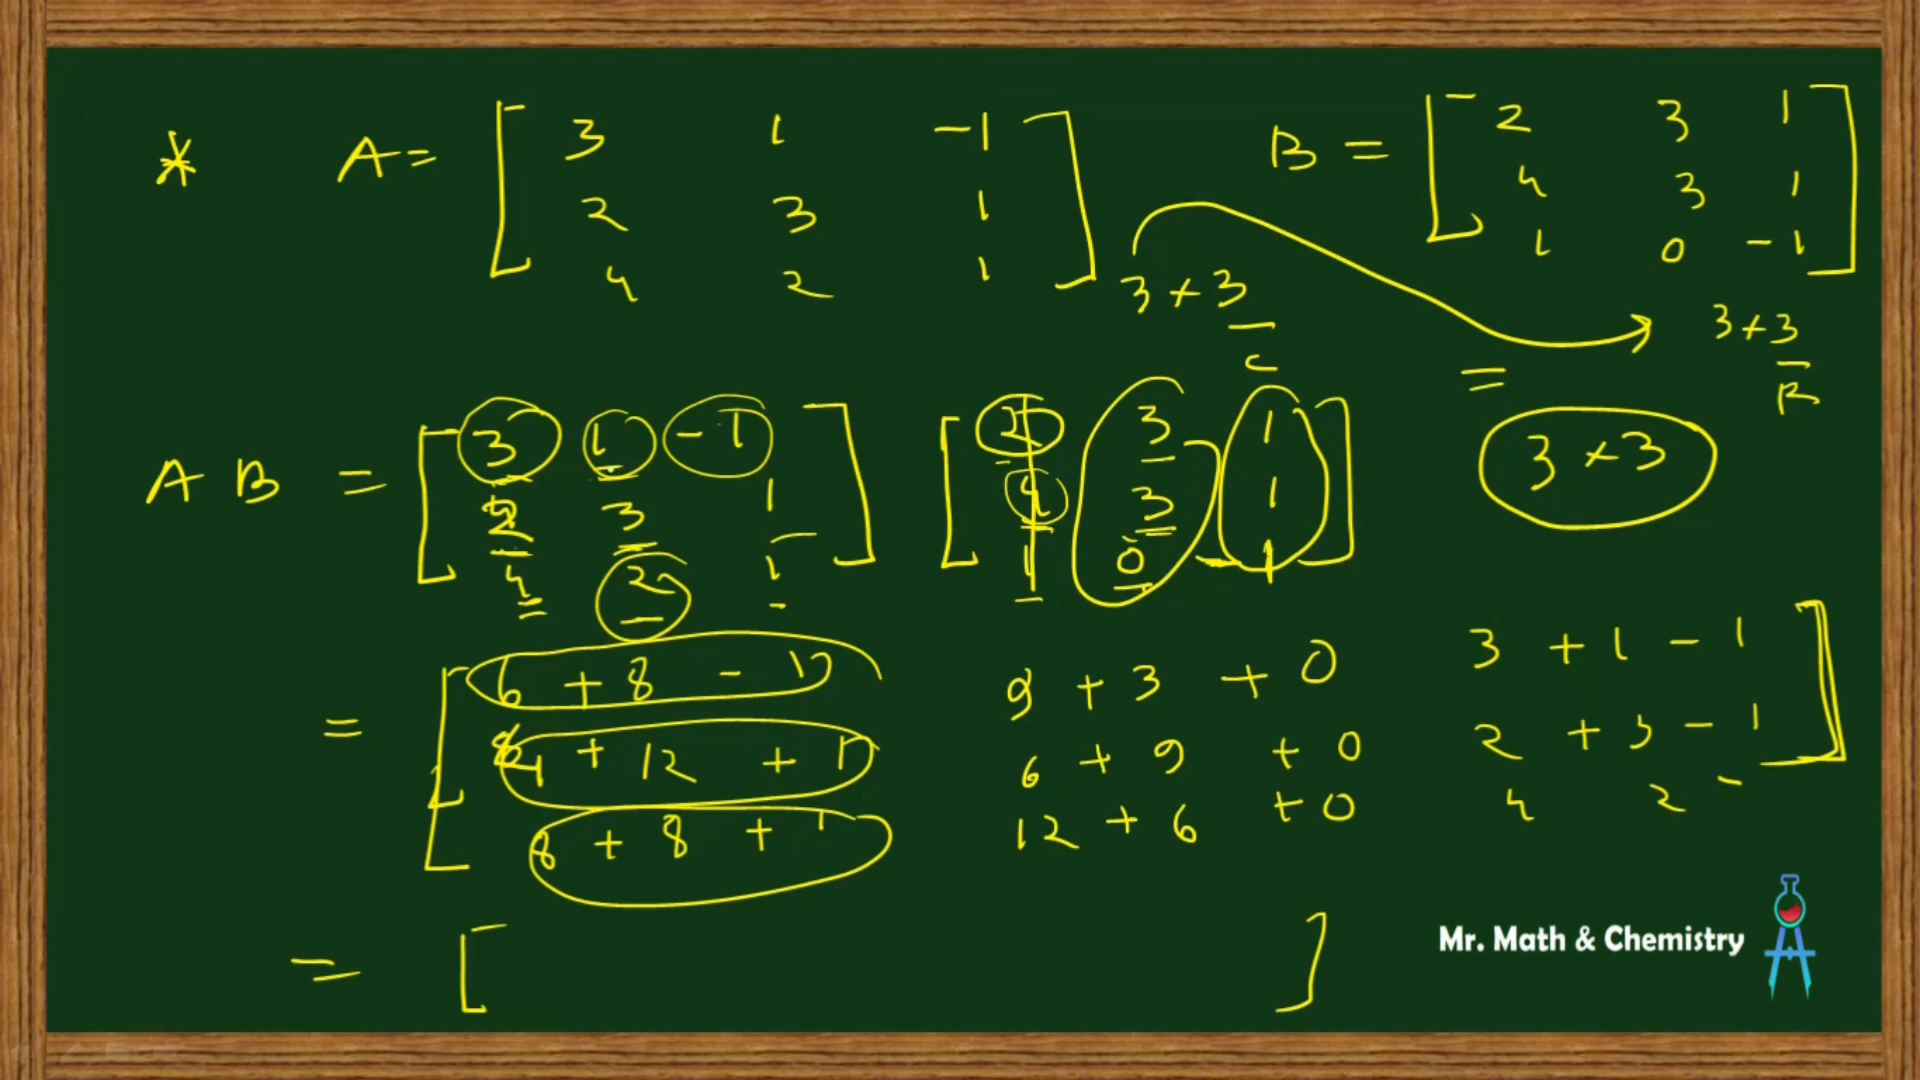 * A = [ 3 1 -1 B = [ 2 3 1
2 3 1 4 3 1
4 2 1 ] 3×3 1 0 -1 ]
C 3×3
= R
A B = [ 3 1 -1 [ 2 3 1 3×3
2 3 1 4 3 1
4 2 1 ] 1 0 -1 ]
= [ 6 + 8 - 1 9 + 3 + 0 3 + 1 - 1
4 + 12 + 1 6 + 9 + 0 2 + 3 - 1 ]
8 + 8 + 1 12 + 6 + 0 4 2 -
= [ ]
Mr. Math & Chemistry